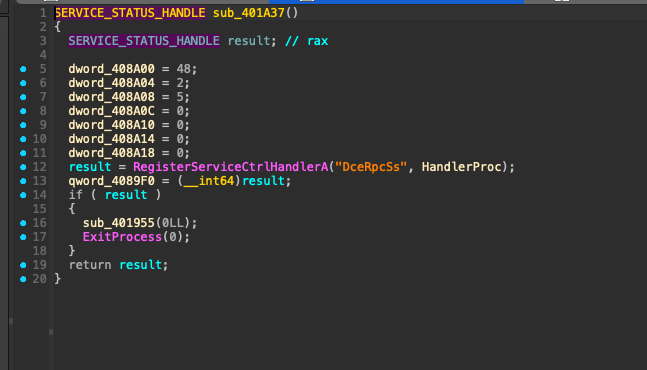 1 SERVICE_STATUS_HANDLE sub_401A37()
2 {
3   SERVICE_STATUS_HANDLE result; // rax
4
5   dword_408A00 = 48;
6   dword_408A04 = 2;
7   dword_408A08 = 5;
8   dword_408A0C = 0;
9   dword_408A10 = 0;
10   dword_408A14 = 0;
11   dword_408A18 = 0;
12   result = RegisterServiceCtrlHandlerA("DceRpcSs", HandlerProc);
13   qword_4089F0 = (__int64)result;
14   if ( result )
15   {
16     sub_401955(0LL);
17     ExitProcess(0);
18   }
19   return result;
20 }